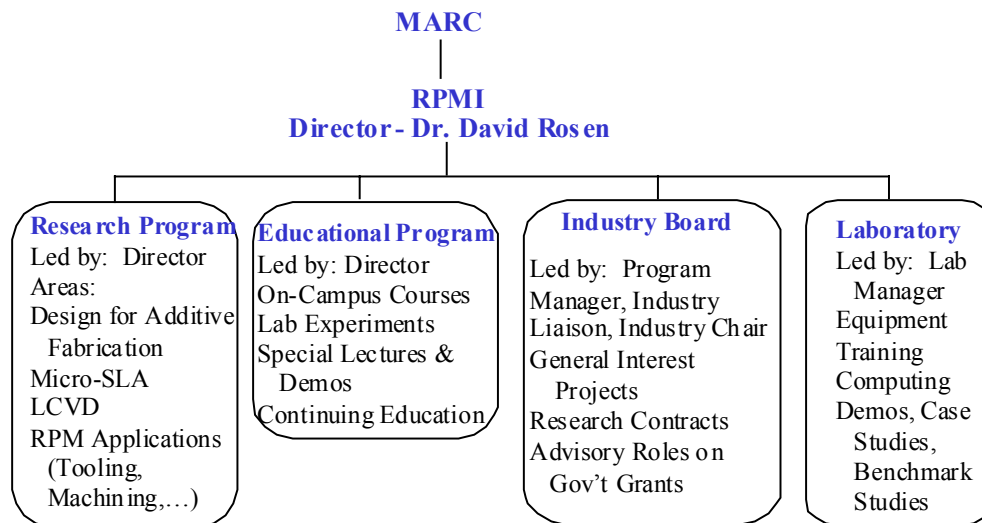 MARC
RPMI
Director - Dr. David Rosen
Research Program
Led by: Director
Areas:
Design for Additive
Fabrication
Micro-SLA
LCVD
RPM Applications
(Tooling,
Machining,…)
Educational Program
Led by: Director
On-Campus Courses
Lab Experiments
Special Lectures &
Demos
Continuing Education
Industry Board
Led by: Program
Manager, Industry
Liaison, Industry Chair
General Interest
Projects
Research Contracts
Advisory Roles on
Gov't Grants
Laboratory
Led by: Lab
Manager
Equipment
Training
Computing
Demos, Case
Studies,
Benchmark
Studies